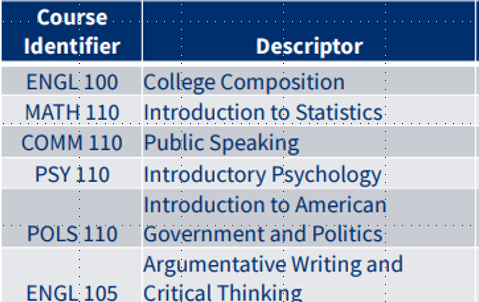 Course
Identifier Descriptor
ENGL 100 College Composition
MATH 110 Introduction to Statistics
COMM 110 Public Speaking
PSY 110 Introductory Psychology
Introduction to American
POLS 110 Government and Politics
Argumentative Writing and
ENGL 105 Critical Thinking